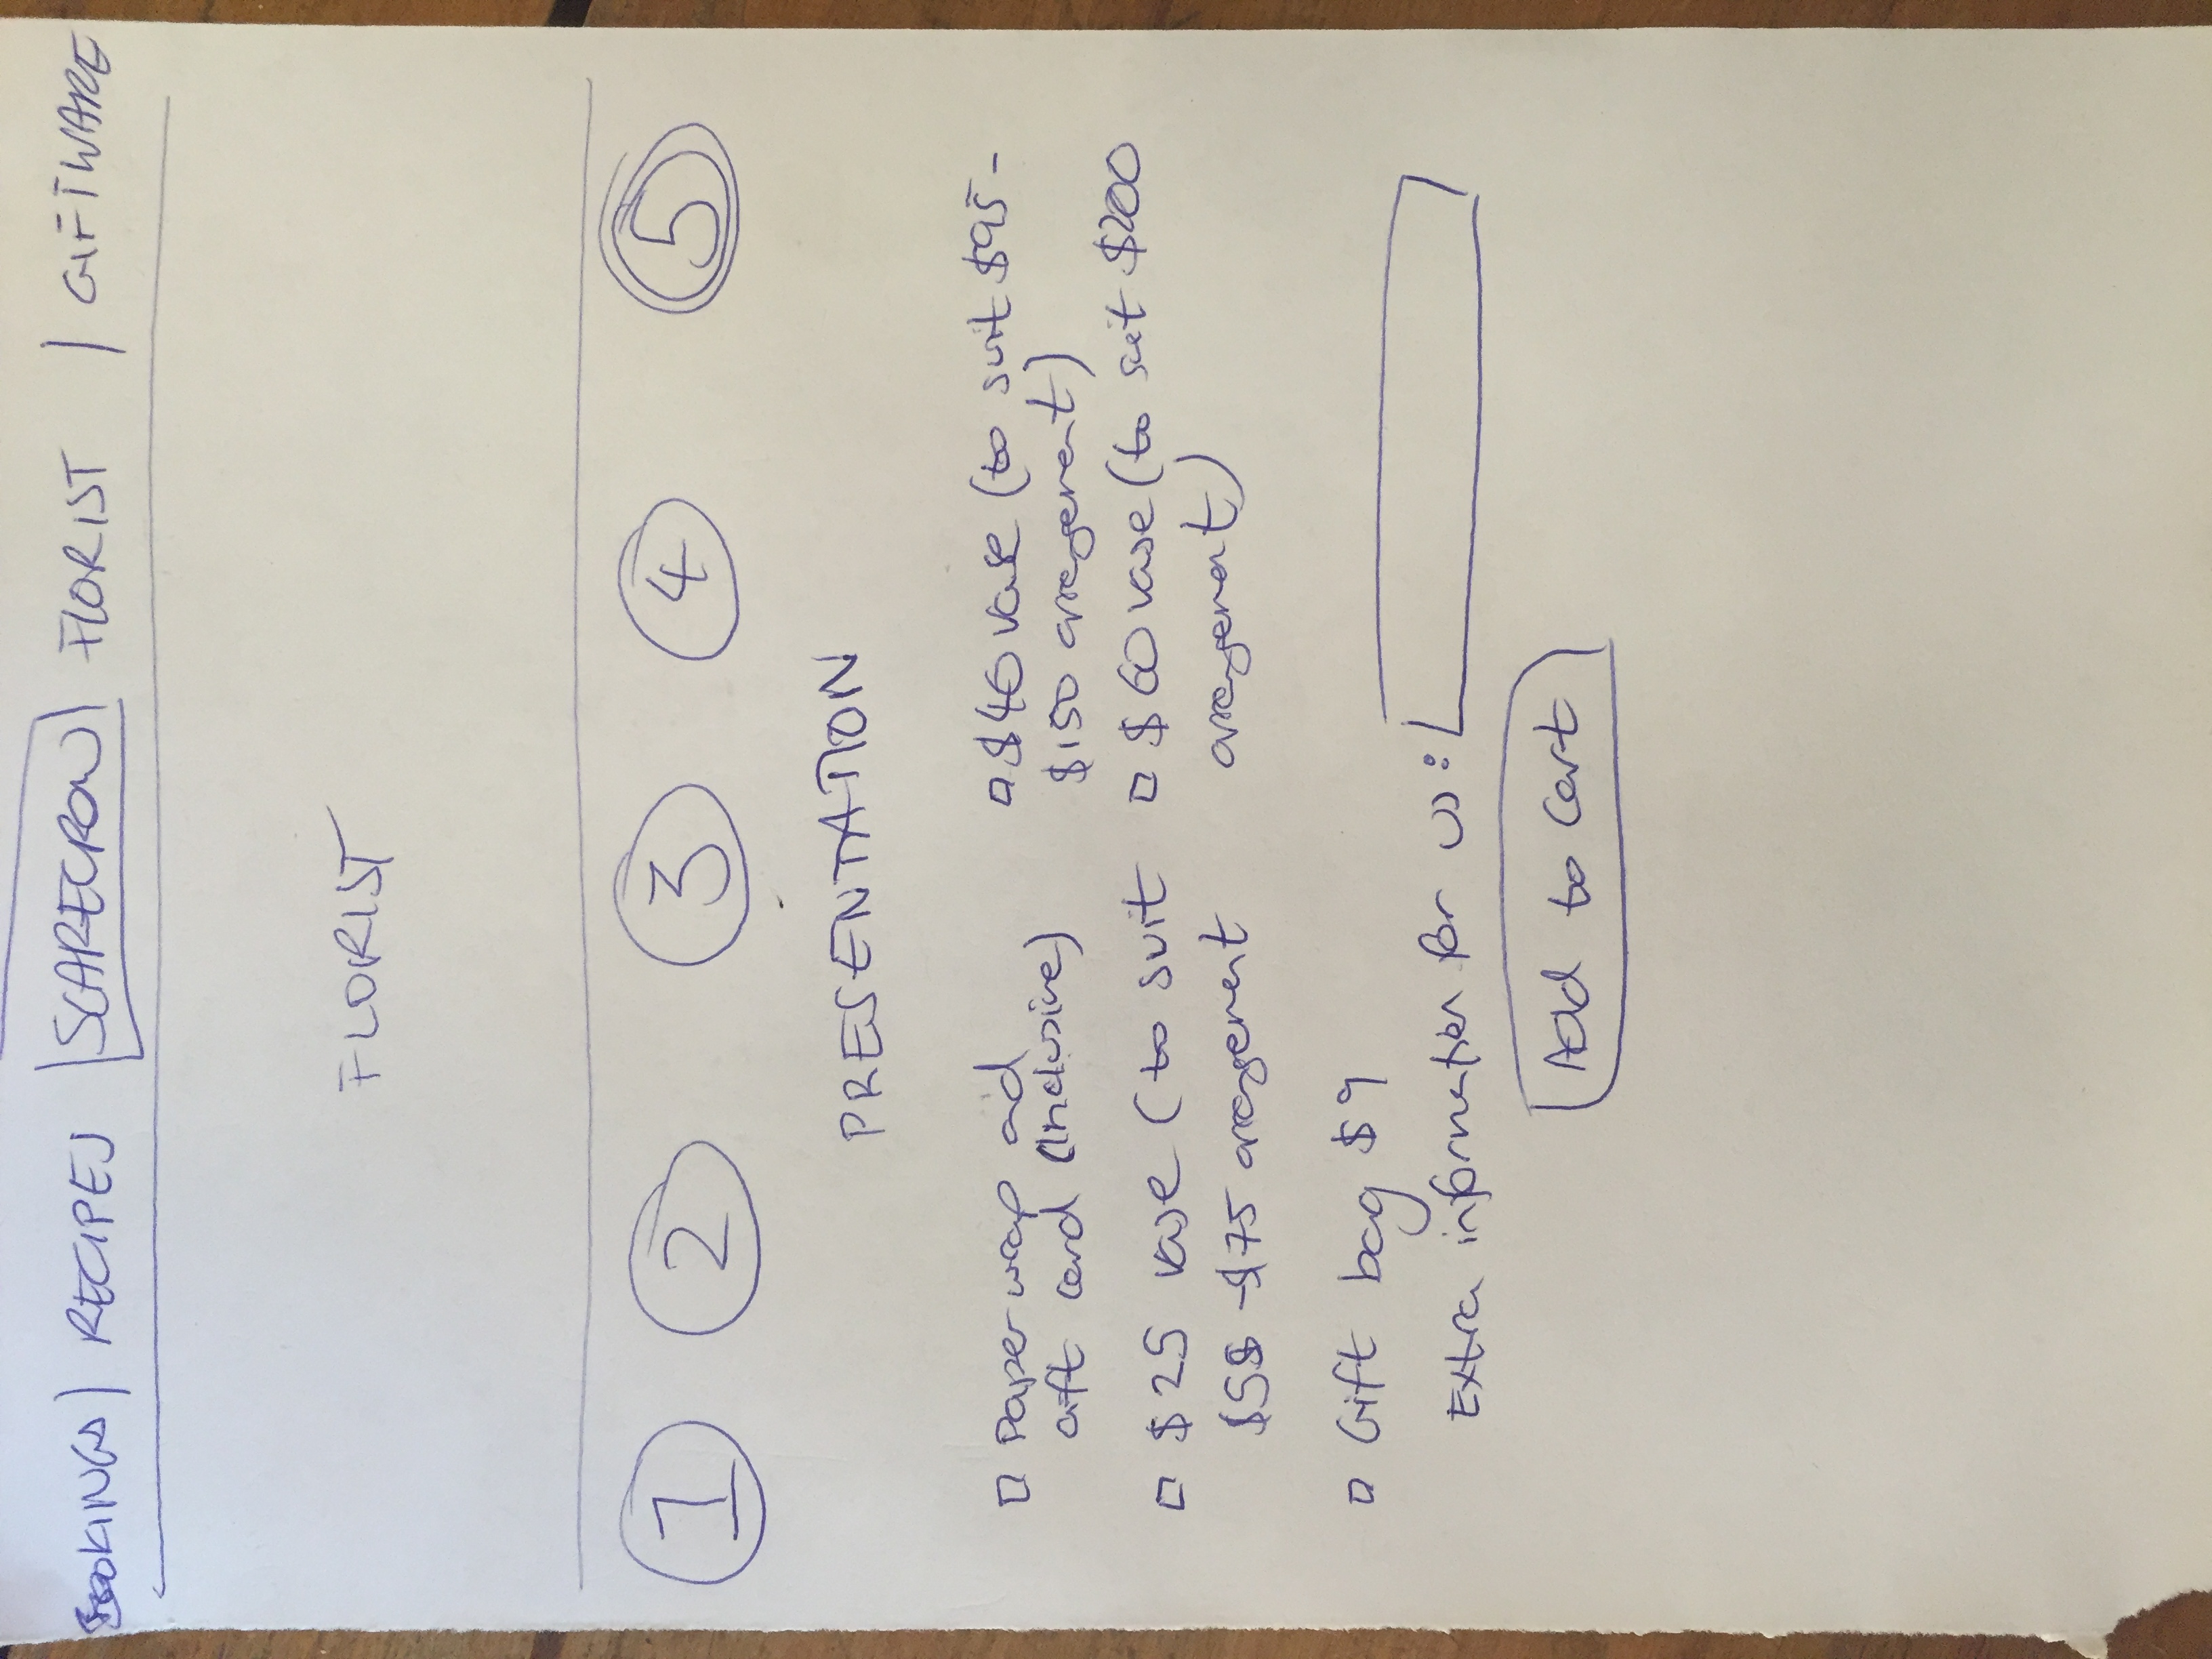 BOOKINGS | RECIPES | SCARECROW | FLORIST | GIFTWARE
FLORIST
1 2 3 4 5
PRESENTATION
Paper wrap and
gift card (Inclusive)
$25 vase (to suit
-$75 arrangement
Gift bag $9
$40 vase (to suit $95-
$150 arrangement)
$60 vase (to suit $200
arrangement)
Extra information for us:
Add to Cart